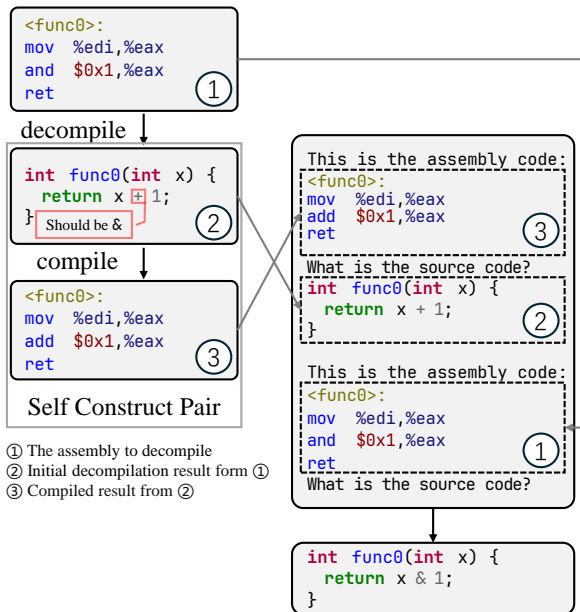 <func0>:
mov %edi,%eax
and $0x1,%eax
ret
①
decompile
int func0(int x) {
return x + 1;
}
Should be &
②
compile
<func0>:
mov %edi,%eax
add $0x1,%eax
ret
③
Self Construct Pair
① The assembly to decompile
② Initial decompilation result form ①
③ Compiled result from ②
This is the assembly code:
<func0>:
mov %edi,%eax
add $0x1,%eax
ret
③
What is the source code?
int func0(int x) {
return x + 1;
}
②
This is the assembly code:
<func0>:
mov %edi,%eax
and $0x1,%eax
ret
①
What is the source code?
int func0(int x) {
return x & 1;
}